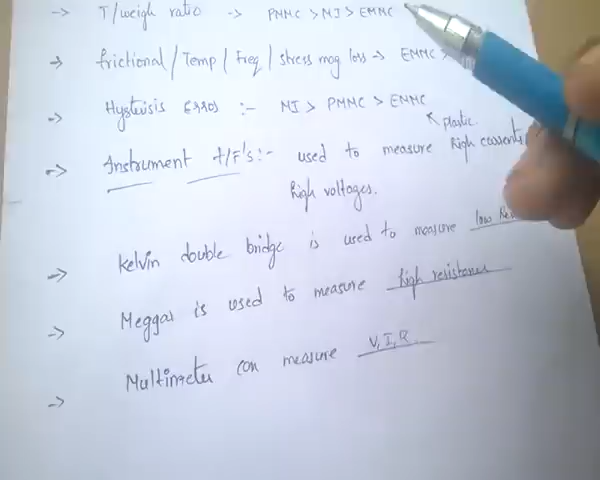 -> T/weigh ratio -> PMMC > MI > EMMC
-> frictional / Temp / Freq / stress mag loss -> EMMC >
-> Hysteisis Error :- MI > PMMC > EMMC
plastic
-> Instrument t/F's :- used to measure high currents
high voltages.
-> Kelvin double bridge is used to measure low
-> Meggar is used to measure high resistance
-> Multimeter can measure V, I, R